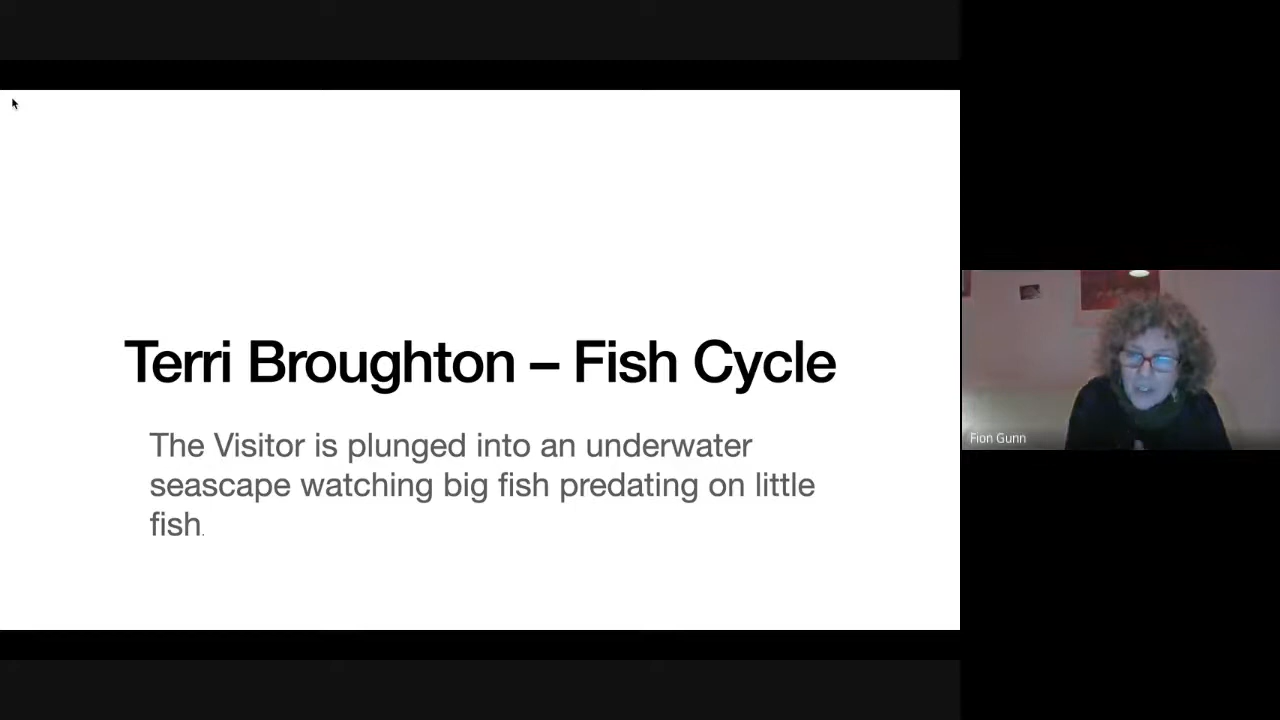 Terri Broughton – Fish Cycle
The Visitor is plunged into an underwater
seascape watching big fish predating on little
fish.
Fion Gunn